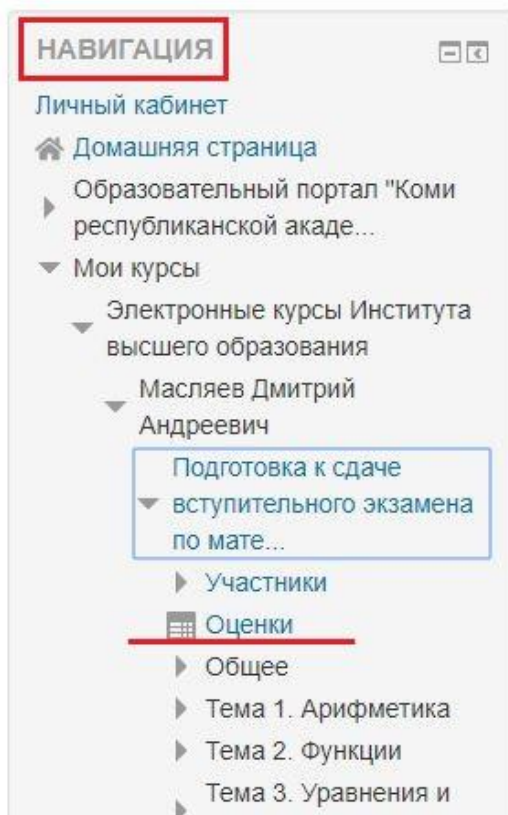 НАВИГАЦИЯ
Личный кабинет
Домашняя страница
Образовательный портал "Коми
республиканской акаде...
Мои курсы
Электронные курсы Института
высшего образования
Масляев Дмитрий
Андреевич
Подготовка к сдаче
вступительного экзамена
по мате...
Участники
Оценки
Общее
Тема 1. Арифметика
Тема 2. Функции
Тема 3. Уравнения и